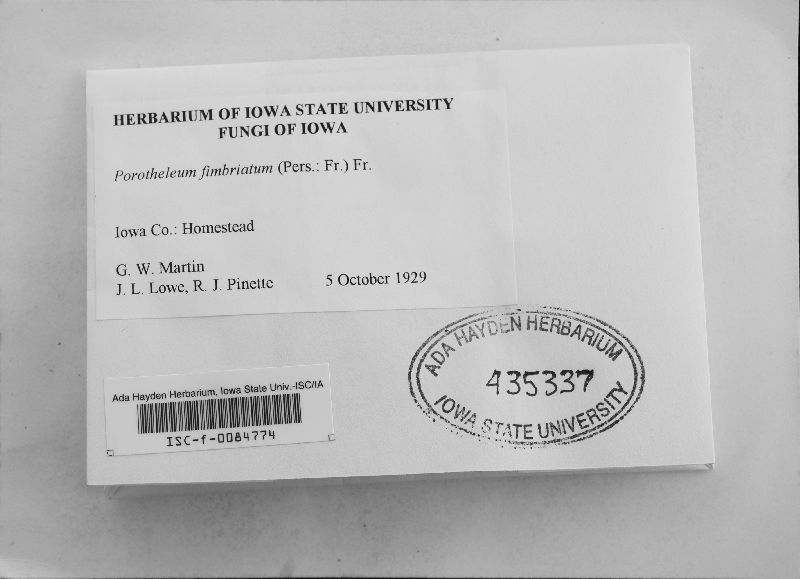 HERBARIUM OF IOWA STATE UNIVERSITY
FUNGI OF IOWA
Porotheleum fimbriatum (Pers.: Fr.) Fr.
Iowa Co.: Homestead
G. W. Martin
J. L. Lowe, R. J. Pinette 5 October 1929
ADA HAYDEN HERBARIUM
435337
IOWA STATE UNIVERSITY
Ada Hayden Herbarium, Iowa State Univ.-ISC/IA
ISC-f-0084774